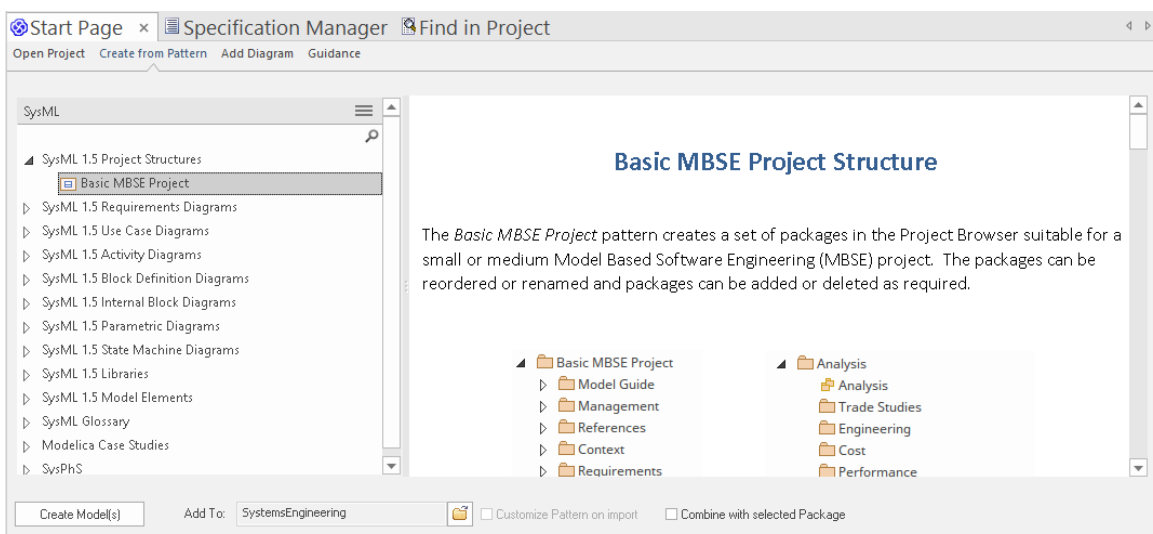 Start Page × Specification Manager Find in Project
Open Project Create from Pattern Add Diagram Guidance
SysML
SysML 1.5 Project Structures
Basic MBSE Project
SysML 1.5 Requirements Diagrams
SysML 1.5 Use Case Diagrams
SysML 1.5 Activity Diagrams
SysML 1.5 Block Definition Diagrams
SysML 1.5 Internal Block Diagrams
SysML 1.5 Parametric Diagrams
SysML 1.5 State Machine Diagrams
SysML 1.5 Libraries
SysML 1.5 Model Elements
SysML Glossary
Modelica Case Studies
SysPhS
Basic MBSE Project Structure
The Basic MBSE Project pattern creates a set of packages in the Project Browser suitable for a
small or medium Model Based Software Engineering (MBSE) project. The packages can be
reordered or renamed and packages can be added or deleted as required.
Basic MBSE Project
Model Guide
Management
References
Context
Requirements
Analysis
Analysis
Trade Studies
Engineering
Cost
Performance
Create Model(s) Add To: SystemsEngineering Customize Pattern on import Combine with selected Package